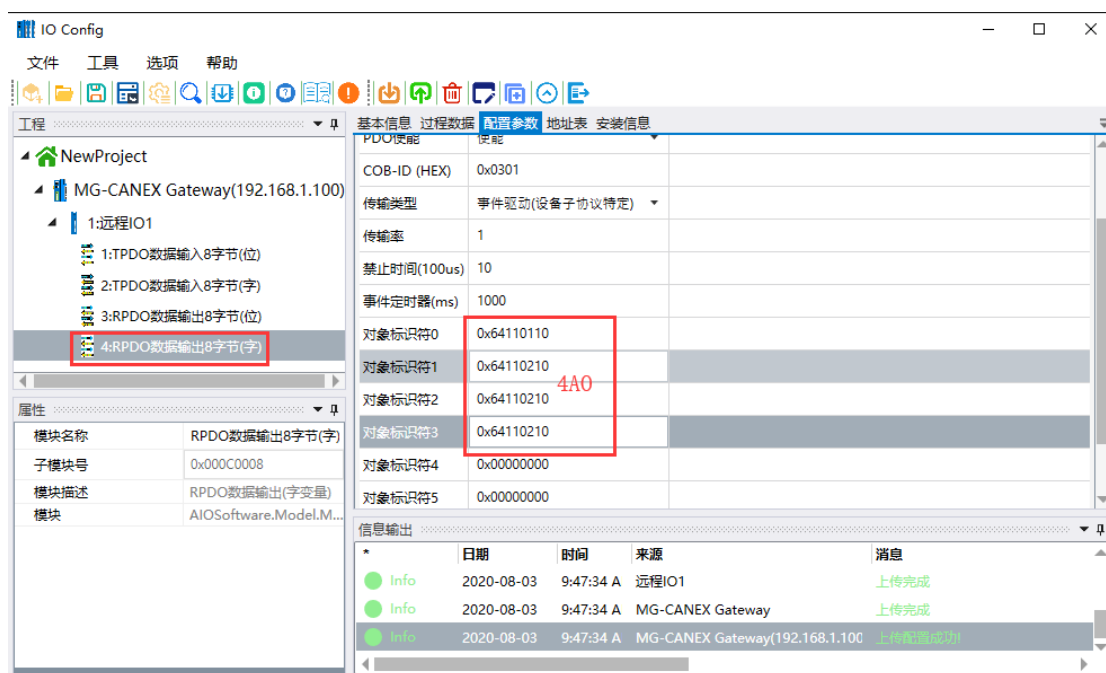 IO Config
文件 工具 选项 帮助
工程
NewProject
MG-CANEX Gateway(192.168.1.100)
1:远程IO1
1:TPDO数据输入8字节(位)
2:TPDO数据输入8字节(字)
3:RPDO数据输出8字节(位)
4:RPDO数据输出8字节(字)
属性
模块名称 RPDO数据输出8字节(字)
子模块号 0x000C0008
模块描述 RPDO数据输出(字变量)
模块 AIOSoftware.Model.M...
基本信息 过程数据 配置参数 地址表 安装信息
PDO使能 使能
COB-ID (HEX) 0x0301
传输类型 事件驱动(设备子协议特定)
传输率 1
禁止时间(100us) 10
事件定时器(ms) 1000
对象标识符0 0x64110110
对象标识符1 0x64110210
4AO
对象标识符2 0x64110210
对象标识符3 0x64110210
对象标识符4 0x00000000
对象标识符5 0x00000000
信息输出
* 日期 时间 来源 消息
Info 2020-08-03 9:47:34 A 远程IO1 上传完成
Info 2020-08-03 9:47:34 A MG-CANEX Gateway 上传完成
Info 2020-08-03 9:47:34 A MG-CANEX Gateway(192.168.1.100 上传配置成功!